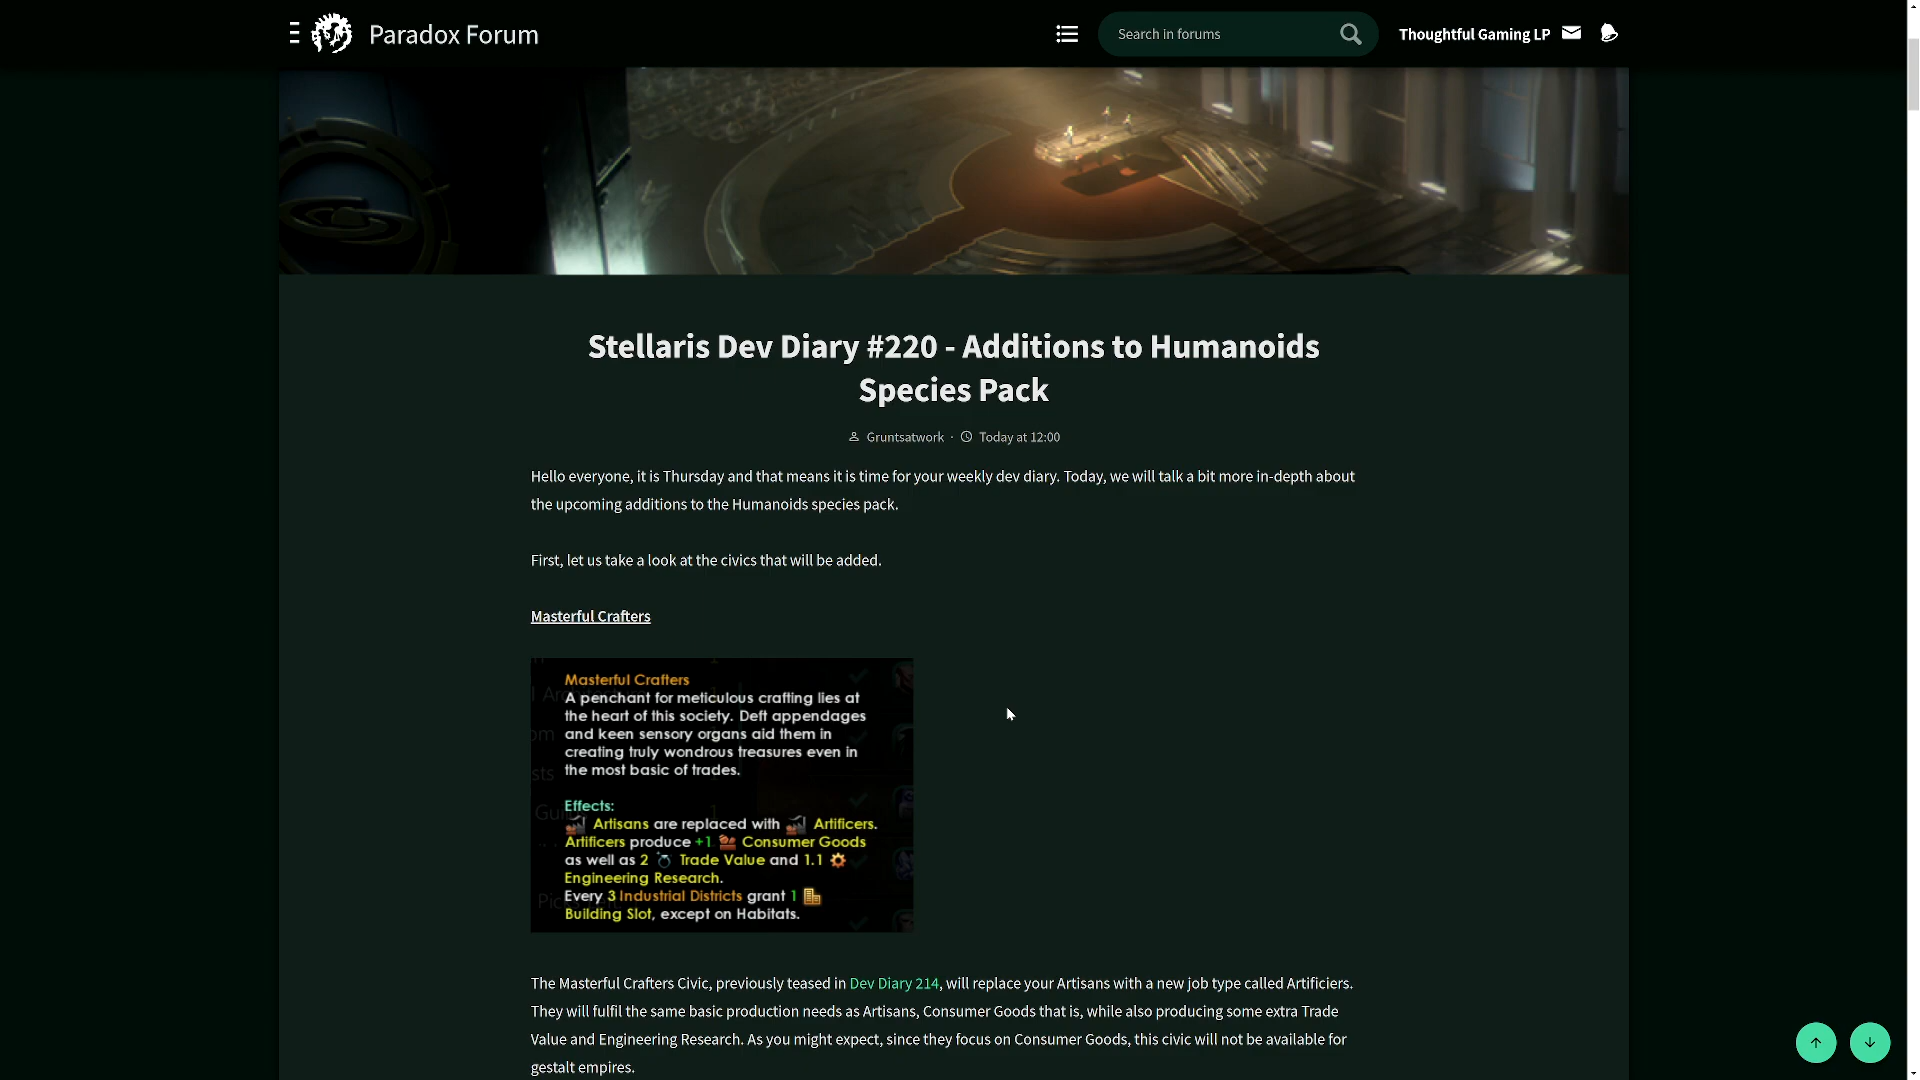 Paradox Forum
Search in forums
Thoughtful Gaming LP
Stellaris Dev Diary #220 - Additions to Humanoids
Species Pack
Gruntsatwork · Today at 12:00
Hello everyone, it is Thursday and that means it is time for your weekly dev diary. Today, we will talk a bit more in-depth about
the upcoming additions to the Humanoids species pack.
First, let us take a look at the civics that will be added.
Masterful Crafters
Masterful Crafters
A penchant for meticulous crafting lies at
the heart of this society. Deft appendages
and keen sensory organs aid them in
creating truly wondrous treasures even in
the most basic of trades.
Effects:
Artisans are replaced with Artificers.
Artificers produce +1 Consumer Goods
as well as 2 Trade Value and 1.1
Engineering Research.
Every 3 Industrial Districts grant 1
Building Slot, except on Habitats.
The Masterful Crafters Civic, previously teased in Dev Diary 214, will replace your Artisans with a new job type called Artificiers.
They will fulfil the same basic production needs as Artisans, Consumer Goods that is, while also producing some extra Trade
Value and Engineering Research. As you might expect, since they focus on Consumer Goods, this civic will not be available for
gestalt empires.